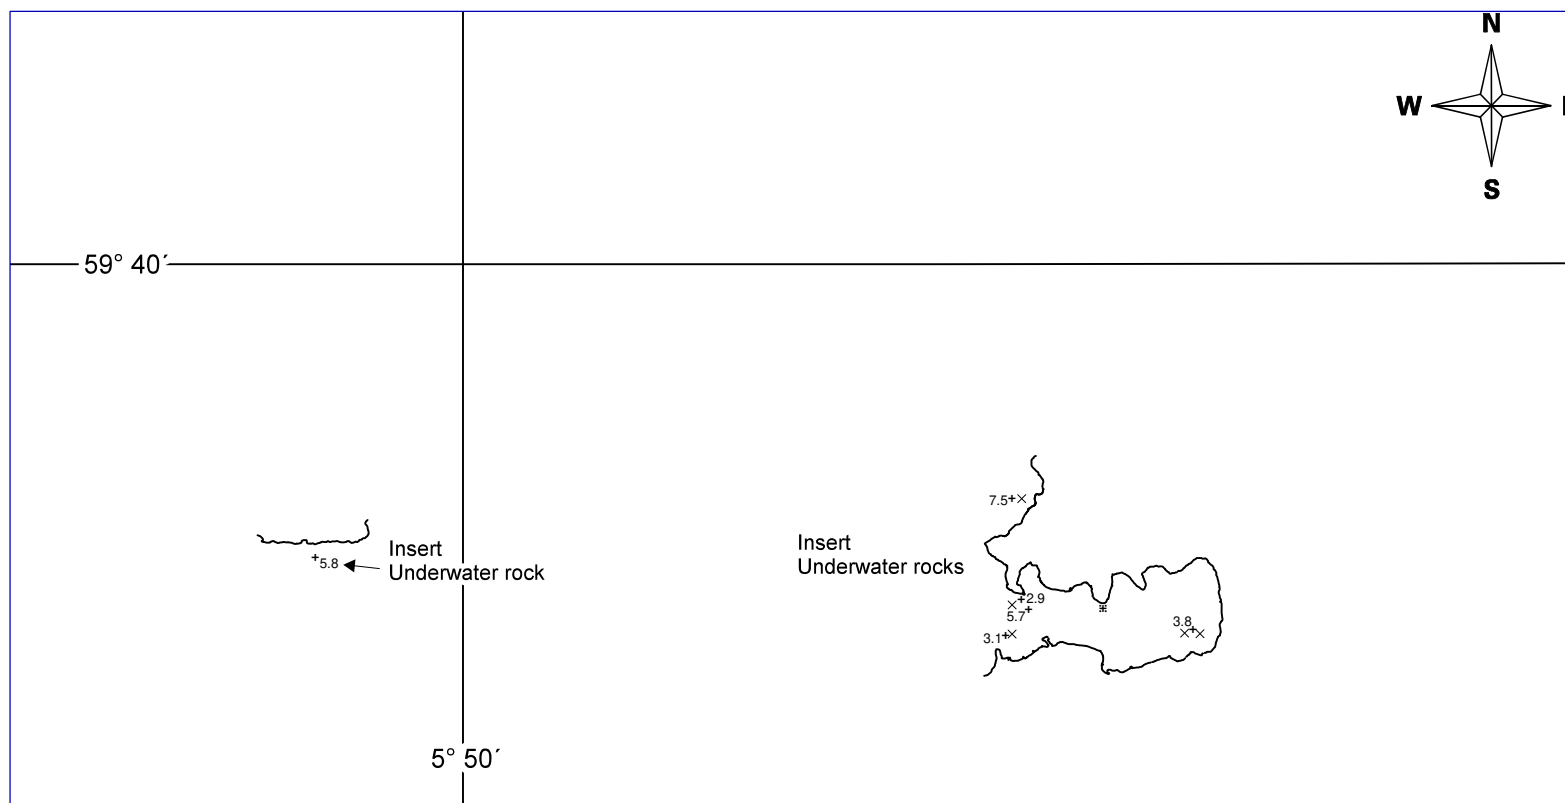 N
W
S
59° 40´
7.5
Insert
Underwater rocks
Insert
Underwater rock
5.8
2.9
5.7
3.8
3.1
5° 50´